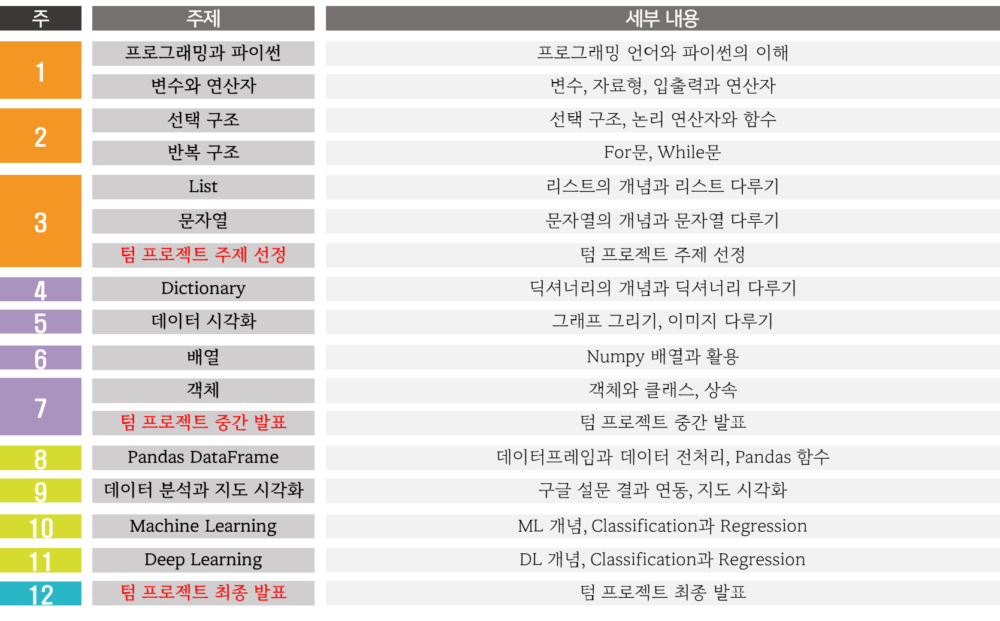 주 주제 세부 내용
1 프로그래밍과 파이썬 프로그래밍 언어와 파이썬의 이해
변수와 연산자 변수, 자료형, 입출력과 연산자
2 선택 구조 선택 구조, 논리 연산자와 함수
반복 구조 For문, While문
3 List 리스트의 개념과 리스트 다루기
문자열 문자열의 개념과 문자열 다루기
텀 프로젝트 주제 선정 텀 프로젝트 주제 선정
4 Dictionary 딕셔너리의 개념과 딕셔너리 다루기
5 데이터 시각화 그래프 그리기, 이미지 다루기
6 배열 Numpy 배열과 활용
7 객체 객체와 클래스, 상속
텀 프로젝트 중간 발표 텀 프로젝트 중간 발표
8 Pandas DataFrame 데이터프레임과 데이터 전처리, Pandas 함수
9 데이터 분석과 지도 시각화 구글 설문 결과 연동, 지도 시각화
10 Machine Learning ML 개념, Classification과 Regression
11 Deep Learning DL 개념, Classification과 Regression
12 텀 프로젝트 최종 발표 텀 프로젝트 최종 발표